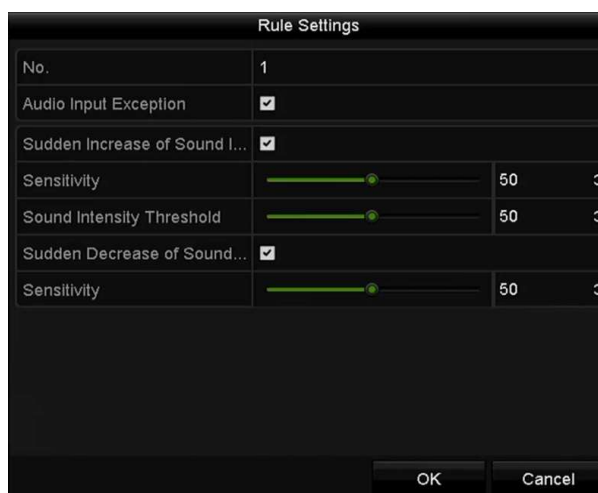 Rule Settings
No. 1
Audio Input Exception
Sudden Increase of Sound I...
Sensitivity 50
Sound Intensity Threshold 50
Sudden Decrease of Sound...
Sensitivity 50
OK Cancel